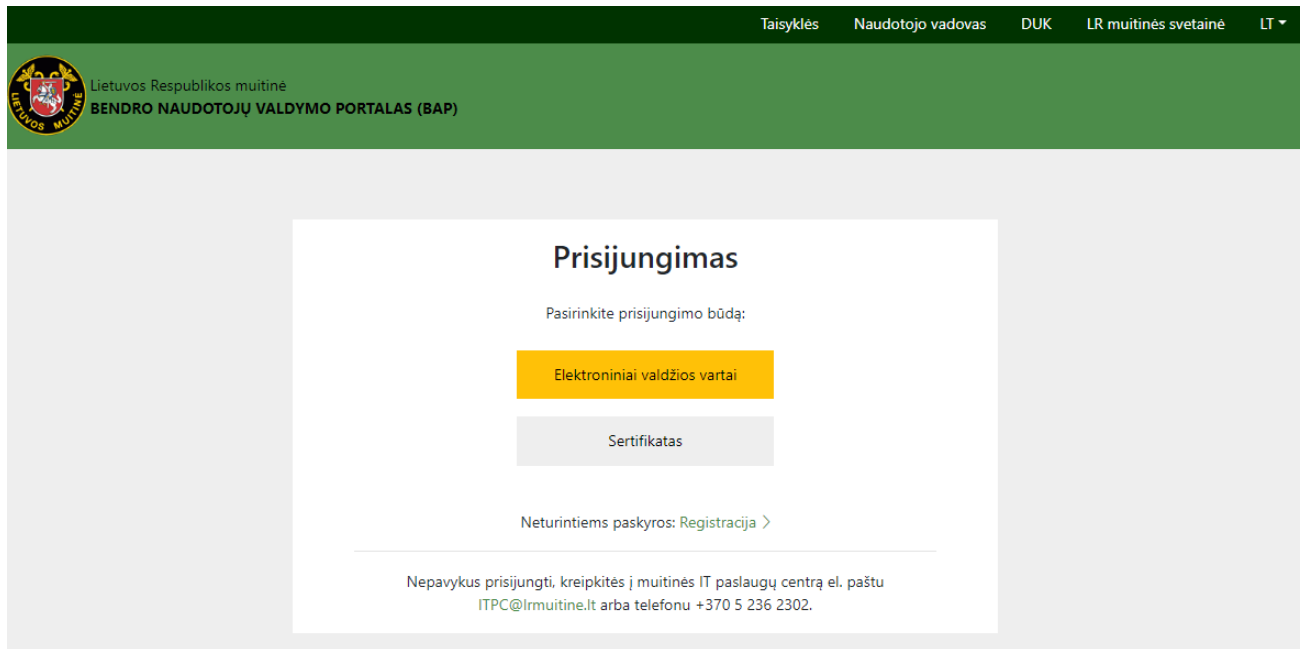 Taisyklės Naudotojo vadovas DUK LR muitinės svetainė LT
LIETUVOS MUITINĖ
Lietuvos Respublikos muitinė
BENDRO NAUDOTOJŲ VALDYMO PORTALAS (BAP)
Prisijungimas
Pasirinkite prisijungimo būdą:
Elektroniniai valdžios vartai
Sertifikatas
Neturintiems paskyros: Registracija >
Nepavykus prisijungti, kreipkitės į muitinės IT paslaugų centrą el. paštu
ITPC@lrmuitine.lt arba telefonu +370 5 236 2302.